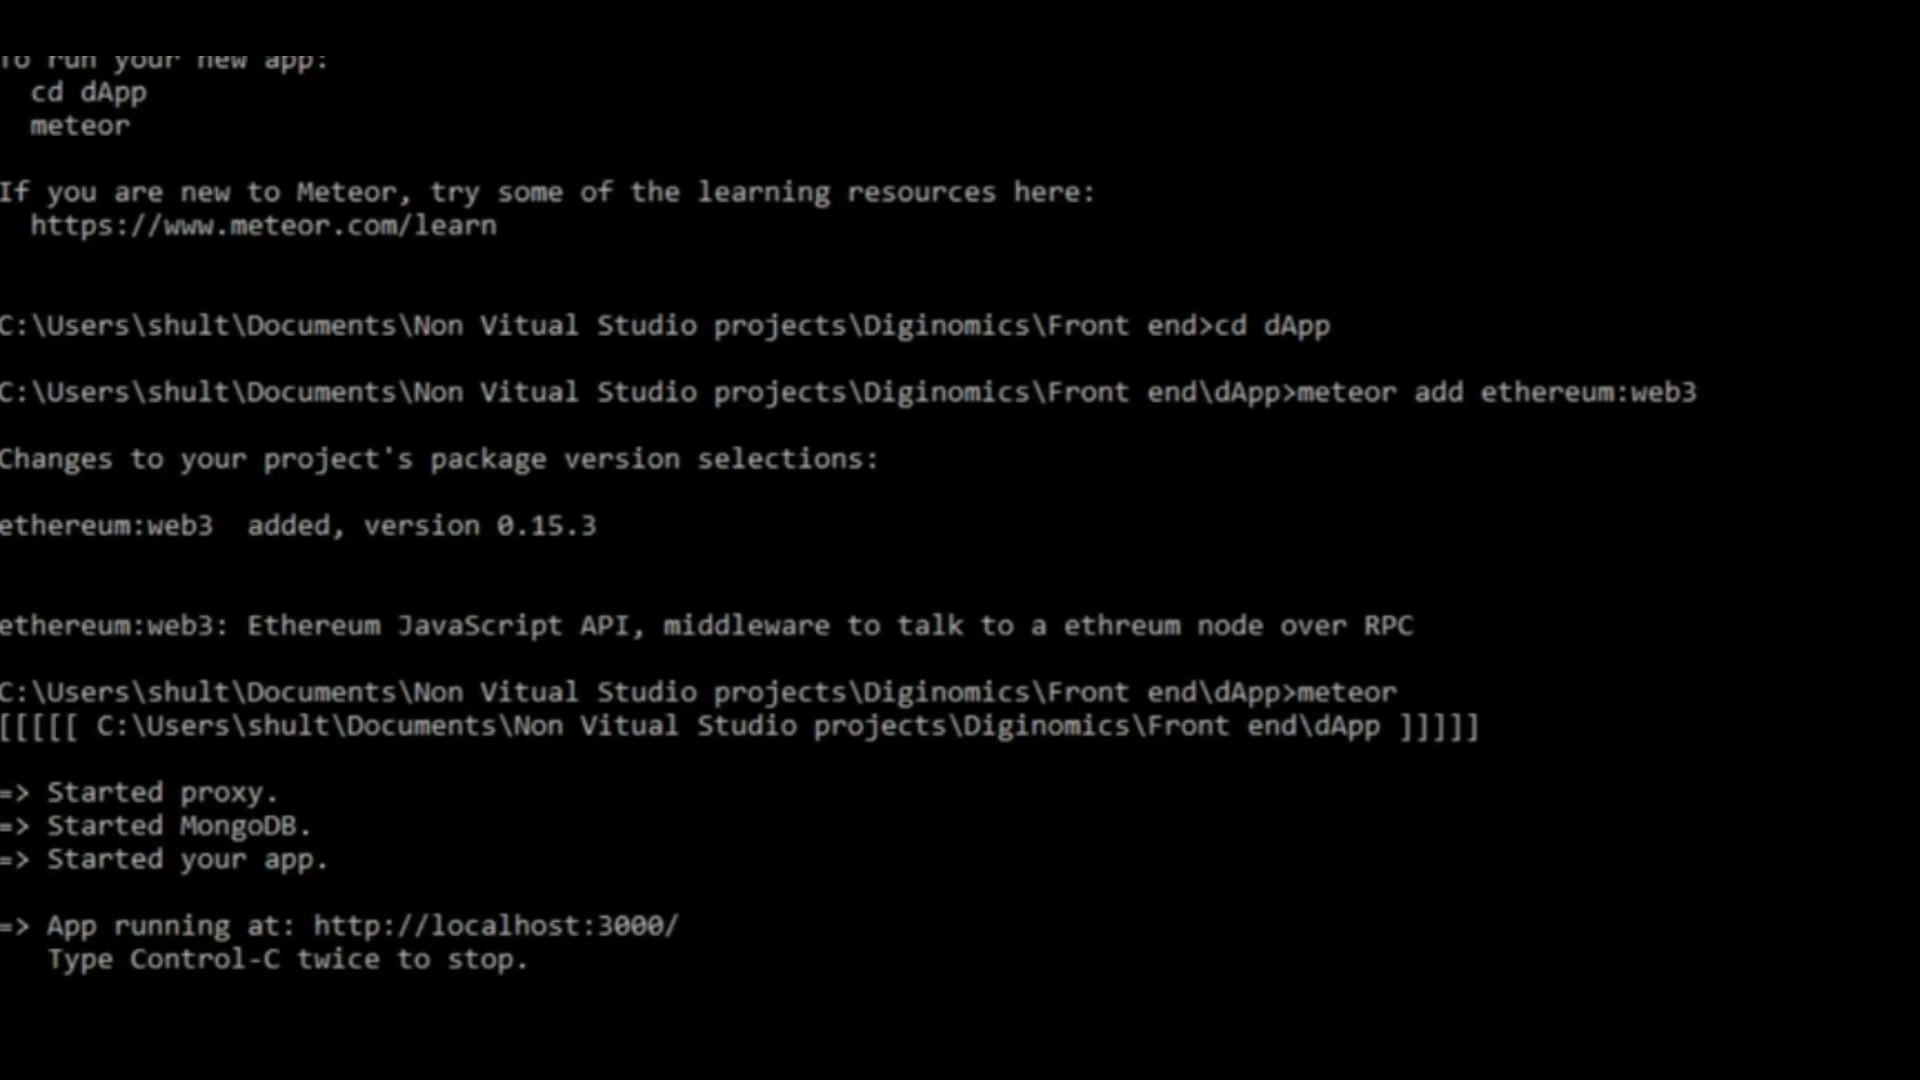 To run your new app:
cd dApp
meteor
If you are new to Meteor, try some of the learning resources here:
https://www.meteor.com/learn
C:\Users\shult\Documents\Non Vitual Studio projects\Diginomics\Front end>cd dApp
C:\Users\shult\Documents\Non Vitual Studio projects\Diginomics\Front end\dApp>meteor add ethereum:web3
Changes to your project's package version selections:
ethereum:web3  added, version 0.15.3
ethereum:web3: Ethereum JavaScript API, middleware to talk to a ethreum node over RPC
C:\Users\shult\Documents\Non Vitual Studio projects\Diginomics\Front end\dApp>meteor
[[[[[ C:\Users\shult\Documents\Non Vitual Studio projects\Diginomics\Front end\dApp ]]]]]
=> Started proxy.
=> Started MongoDB.
=> Started your app.
=> App running at: http://localhost:3000/
Type Control-C twice to stop.